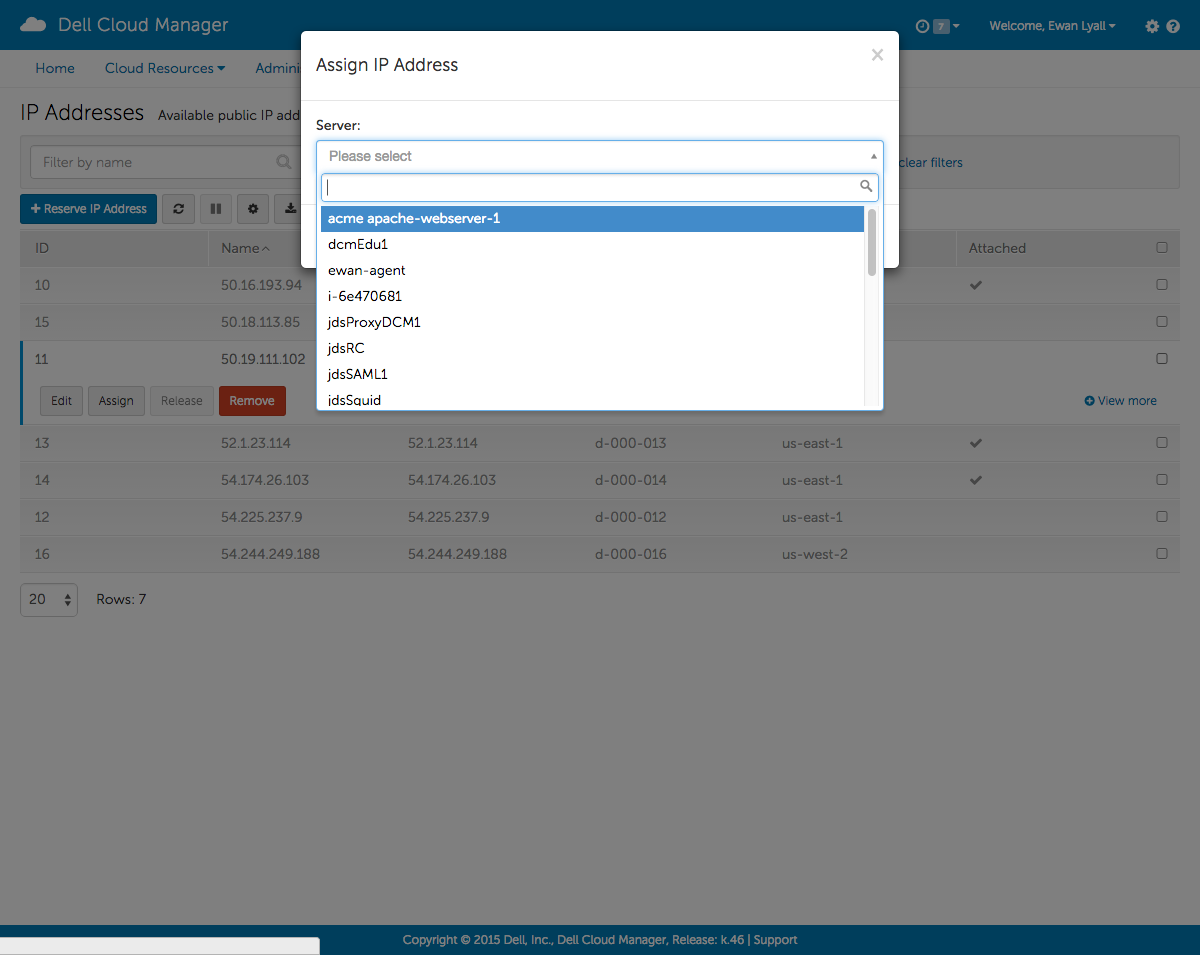 Dell Cloud Manager
7
Welcome, Ewan Lyall
Home Cloud Resources Admini
Assign IP Address
×
IP Addresses Available public IP add
Server:
Please select
Filter by name
clear filters
Reserve IP Address
acme apache-webserver-1
dcmEdu1
ewan-agent
i-6e470681
jdsProxyDCM1
jdsRC
jdsSAML1
jdsSquid
ID Name Attached
10 50.16.193.94
15 50.18.113.85
11 50.19.111.102
Edit Assign Release Remove View more
13 52.1.23.114 52.1.23.114 d-000-013 us-east-1
14 54.174.26.103 54.174.26.103 d-000-014 us-east-1
12 54.225.237.9 54.225.237.9 d-000-012 us-east-1
16 54.244.249.188 54.244.249.188 d-000-016 us-west-2
20 Rows: 7
Copyright © 2015 Dell, Inc., Dell Cloud Manager, Release: k.46 | Support